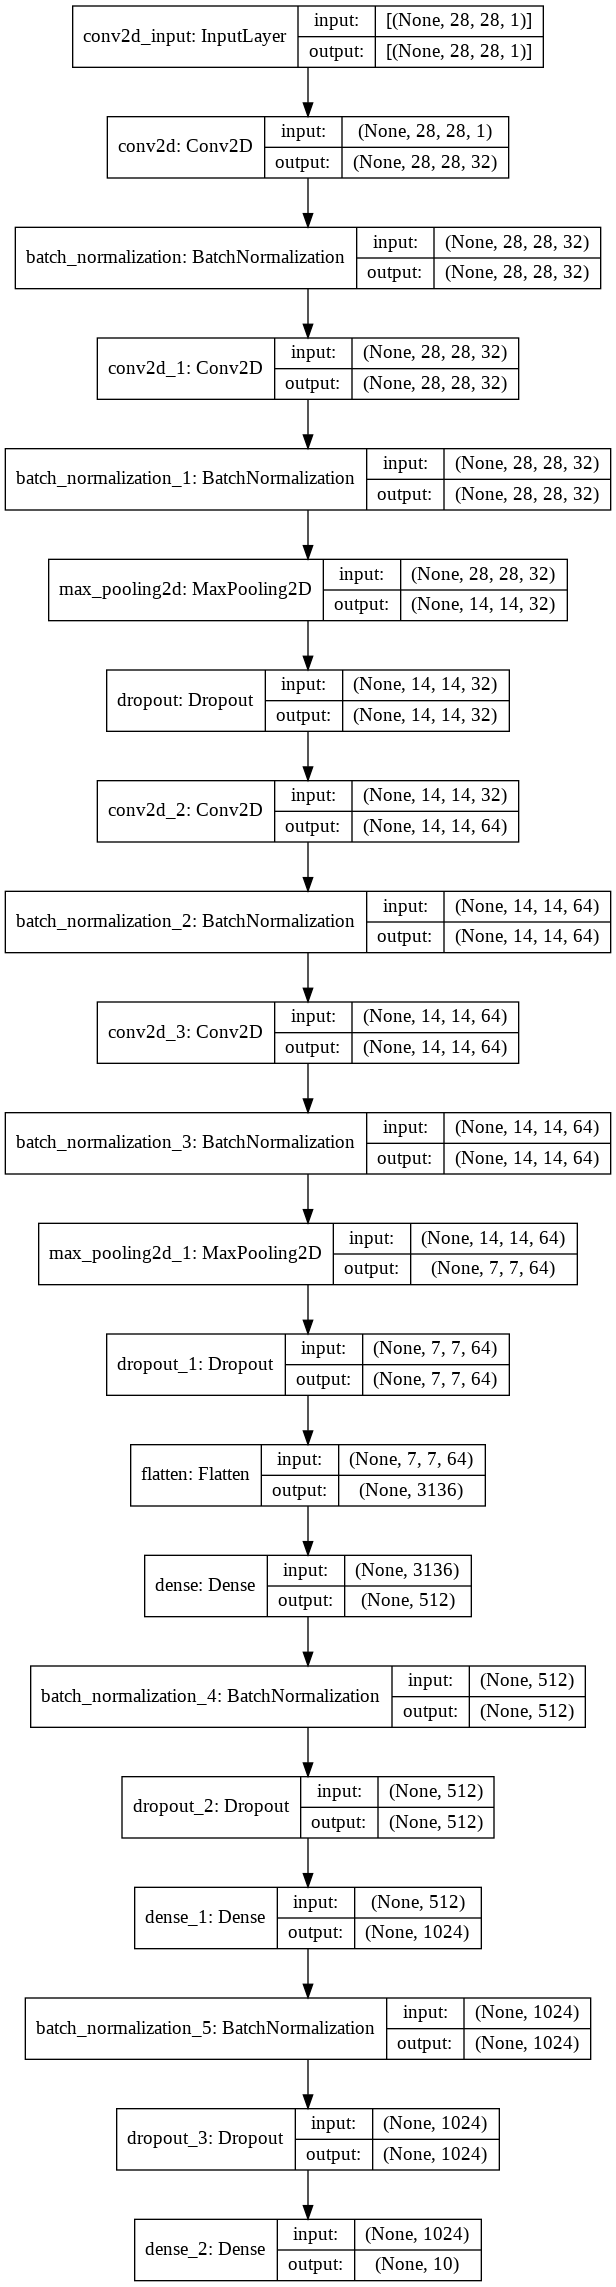 conv2d_input: InputLayer
input:
[(None, 28, 28, 1)]
output:
[(None, 28, 28, 1)]
conv2d: Conv2D
input:
(None, 28, 28, 1)
output:
(None, 28, 28, 32)
batch_normalization: BatchNormalization
input:
(None, 28, 28, 32)
output:
(None, 28, 28, 32)
conv2d_1: Conv2D
input:
(None, 28, 28, 32)
output:
(None, 28, 28, 32)
batch_normalization_1: BatchNormalization
input:
(None, 28, 28, 32)
output:
(None, 28, 28, 32)
max_pooling2d: MaxPooling2D
input:
(None, 28, 28, 32)
output:
(None, 14, 14, 32)
dropout: Dropout
input:
(None, 14, 14, 32)
output:
(None, 14, 14, 32)
conv2d_2: Conv2D
input:
(None, 14, 14, 32)
output:
(None, 14, 14, 64)
batch_normalization_2: BatchNormalization
input:
(None, 14, 14, 64)
output:
(None, 14, 14, 64)
conv2d_3: Conv2D
input:
(None, 14, 14, 64)
output:
(None, 14, 14, 64)
batch_normalization_3: BatchNormalization
input:
(None, 14, 14, 64)
output:
(None, 14, 14, 64)
max_pooling2d_1: MaxPooling2D
input:
(None, 14, 14, 64)
output:
(None, 7, 7, 64)
dropout_1: Dropout
input:
(None, 7, 7, 64)
output:
(None, 7, 7, 64)
flatten: Flatten
input:
(None, 7, 7, 64)
output:
(None, 3136)
dense: Dense
input:
(None, 3136)
output:
(None, 512)
batch_normalization_4: BatchNormalization
input:
(None, 512)
output:
(None, 512)
dropout_2: Dropout
input:
(None, 512)
output:
(None, 512)
dense_1: Dense
input:
(None, 512)
output:
(None, 1024)
batch_normalization_5: BatchNormalization
input:
(None, 1024)
output:
(None, 1024)
dropout_3: Dropout
input:
(None, 1024)
output:
(None, 1024)
dense_2: Dense
input:
(None, 1024)
output:
(None, 10)